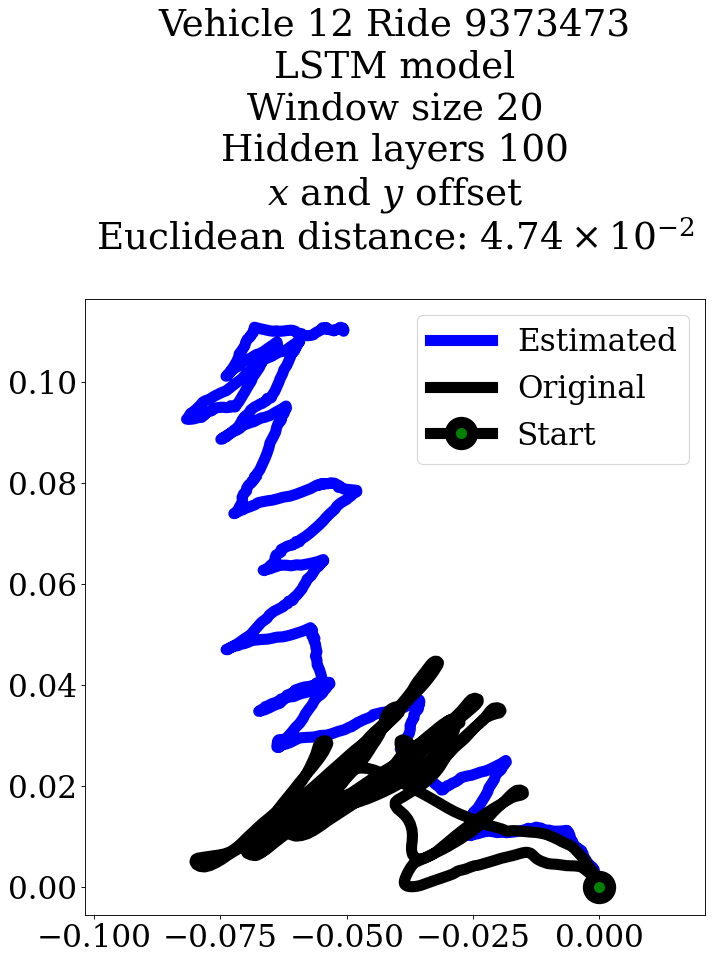 Vehicle 12 Ride 9373473
LSTM model
Window size 20
Hidden layers 100
x and y offset
Euclidean distance: 4.74 × 10⁻²
Estimated
Original
Start
0.10
0.08
0.06
0.04
0.02
0.00
−0.100 −0.075 −0.050 −0.025 0.000